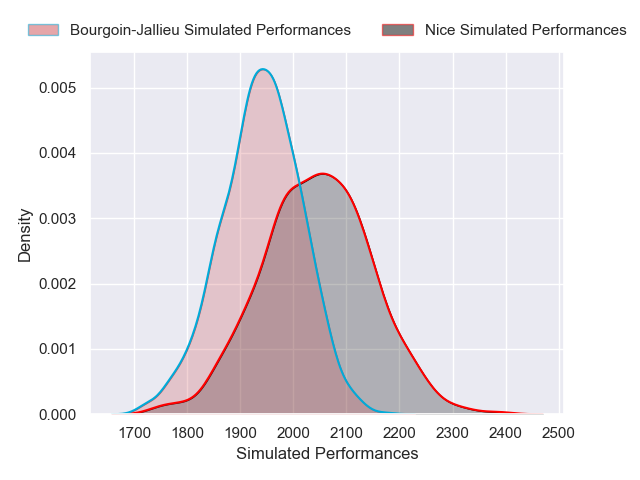 Bourgoin-Jallieu Simulated Performances Nice Simulated Performances
0.005
0.004
0.003
0.002
0.001
0.000
Density
1700 1800 1900 2000 2100 2200 2300 2400 2500
Simulated Performances